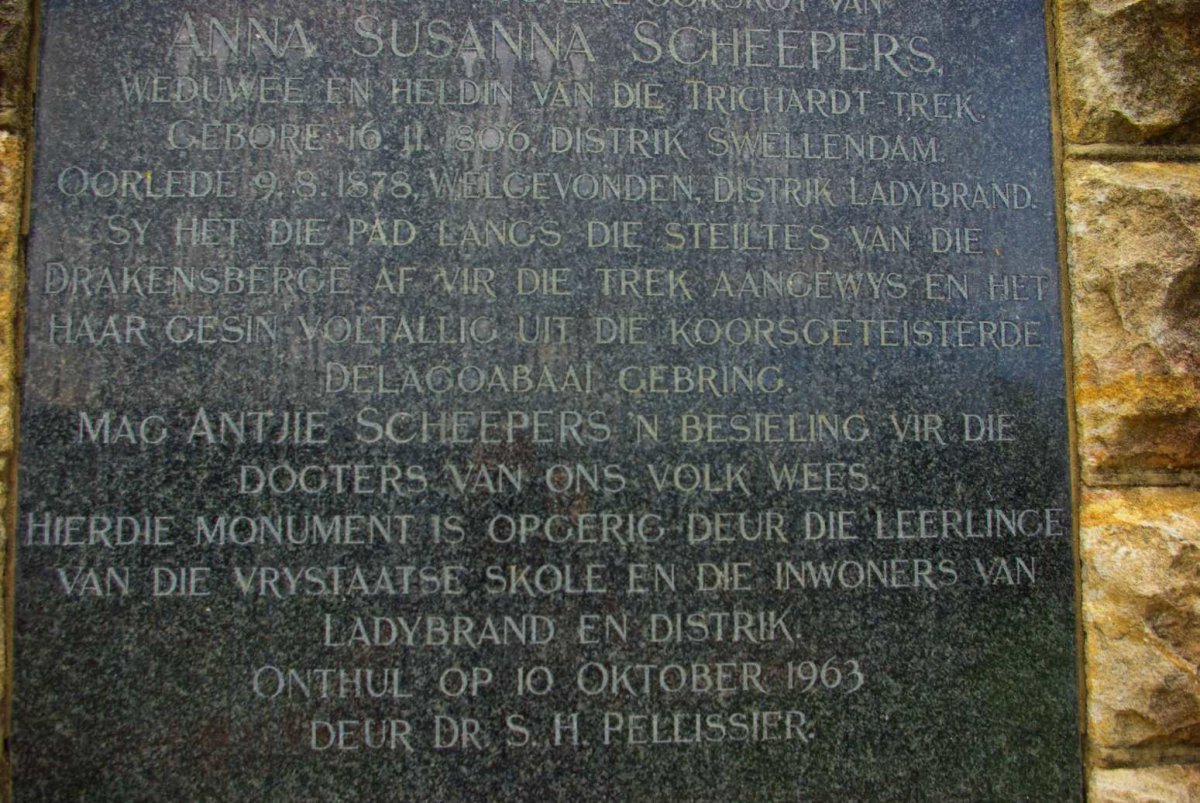 OORSKOT VAN
ANNA SUSANNA SCHEEPERS,
WEDUWEE EN HELDIN VAN DIE TRICHARDT-TREK.
GEBORE 16. 11. 1806, DISTRIK SWELLENDAM.
OORLEDE 9. 8. 1878, WELGEVONDEN, DISTRIK LADYBRAND.
SY HET DIE PAD LANGS DIE STEILTES VAN DIE
DRAKENSBERGE AF VIR DIE TREK AANGEWYS EN HET
HAAR GESIN VOLTALLIG UIT DIE KOORSGETEISTERDE
DELAGOABAAI GEBRING.
MAG ANTJIE SCHEEPERS 'N BESIELING VIR DIE
DOGTERS VAN ONS VOLK WEES.
HIERDIE MONUMENT IS OPGERIG DEUR DIE LEERLINGE
VAN DIE VRYSTAATSE SKOLE EN DIE INWONERS VAN
LADYBRAND EN DISTRIK.
ONTHUL OP 10 OKTOBER 1963
DEUR DR. S. H. PELLISSIER.